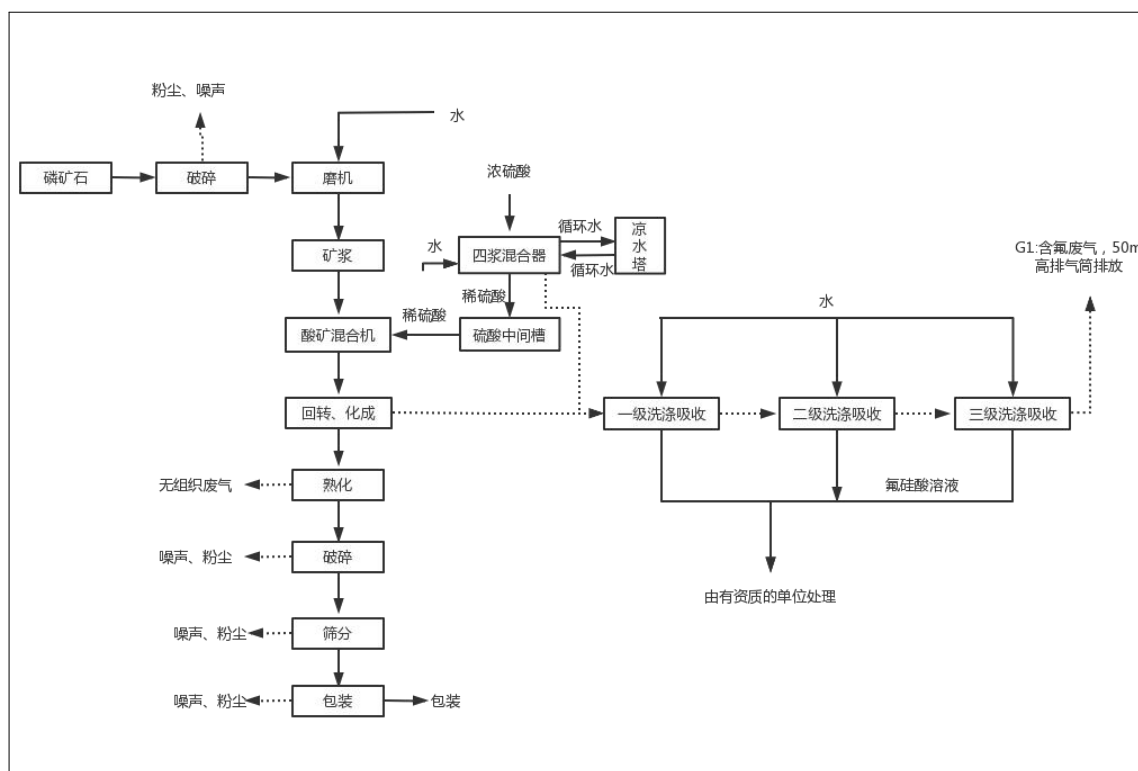 粉尘、噪声
水
磷矿石
破碎
磨机
浓硫酸
矿浆
水
四浆混合器
循环水
循环水
凉
水
塔
G1:含氟废气，50m
高排气筒排放
稀硫酸
稀硫酸
酸矿混合机
硫酸中间槽
水
回转、化成
一级洗涤吸收
二级洗涤吸收
三级洗涤吸收
无组织废气
熟化
氟硅酸溶液
噪声、粉尘
破碎
由有资质的单位处理
噪声、粉尘
筛分
噪声、粉尘
包装
包装